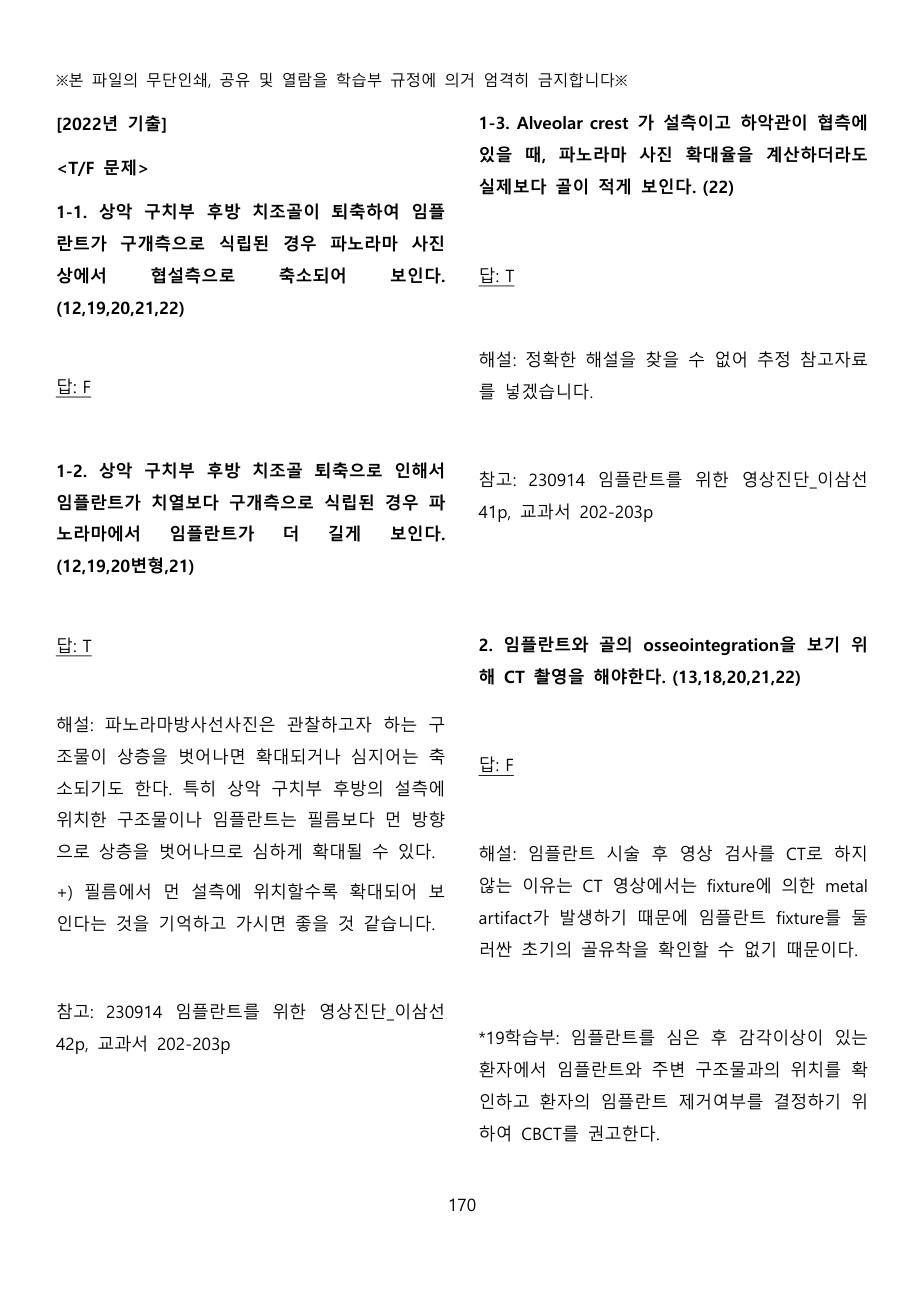 ※본 파일의 무단인쇄, 공유 및 열람을 학습부 규정에 의거 엄격히 금지합니다※
[2022년 기출]
<T/F 문제>
1-1. 상악 구치부 후방 치조골이 퇴축하여 임플
란트가 구개측으로 식립된 경우 파노라마 사진
상에서 협설측으로 축소되어 보인다.
(12,19,20,21,22)
답: F
1-2. 상악 구치부 후방 치조골 퇴축으로 인해서
임플란트가 치열보다 구개측으로 식립된 경우 파
노라마에서 임플란트가 더 길게 보인다.
(12,19,20변형,21)
답: T
해설: 파노라마방사선사진은 관찰하고자 하는 구
조물이 상층을 벗어나면 확대되거나 심지어는 축
소되기도 한다. 특히 상악 구치부 후방의 설측에
위치한 구조물이나 임플란트는 필름보다 먼 방향
으로 상층을 벗어나므로 심하게 확대될 수 있다.
+) 필름에서 먼 설측에 위치할수록 확대되어 보
인다는 것을 기억하고 가시면 좋을 것 같습니다.
참고: 230914 임플란트를 위한 영상진단_이삼선
42p, 교과서 202-203p
1-3. Alveolar crest 가 설측이고 하악관이 협측에
있을 때, 파노라마 사진 확대율을 계산하더라도
실제보다 골이 적게 보인다. (22)
답: T
해설: 정확한 해설을 찾을 수 없어 추정 참고자료
를 넣겠습니다.
참고: 230914 임플란트를 위한 영상진단_이삼선
41p, 교과서 202-203p
2. 임플란트와 골의 osseointegration을 보기 위
해 CT 촬영을 해야한다. (13,18,20,21,22)
답: F
해설: 임플란트 시술 후 영상 검사를 CT로 하지
않는 이유는 CT 영상에서는 fixture에 의한 metal
artifact가 발생하기 때문에 임플란트 fixture를 둘
러싼 초기의 골유착을 확인할 수 없기 때문이다.
*19학습부: 임플란트를 심은 후 감각이상이 있는
환자에서 임플란트와 주변 구조물과의 위치를 확
인하고 환자의 임플란트 제거여부를 결정하기 위
하여 CBCT를 권고한다.
170